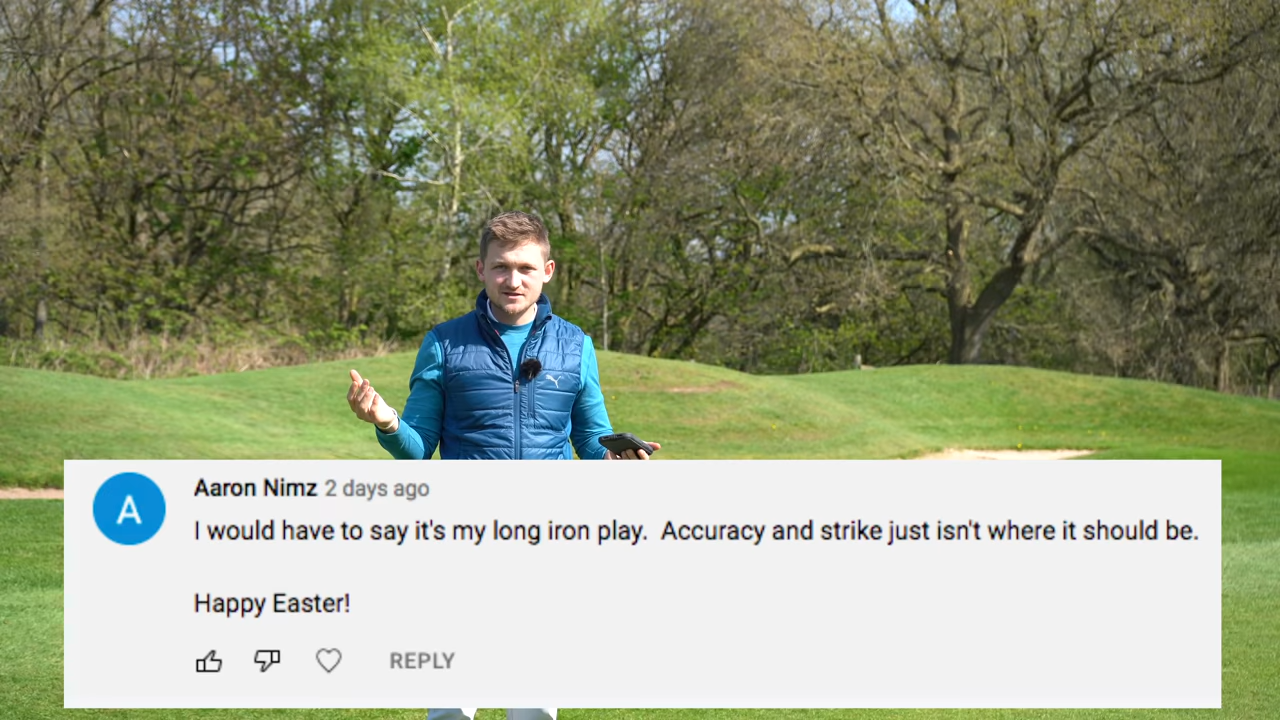 A
Aaron Nimz 2 days ago
I would have to say it's my long iron play.  Accuracy and strike just isn't where it should be.
Happy Easter!
REPLY